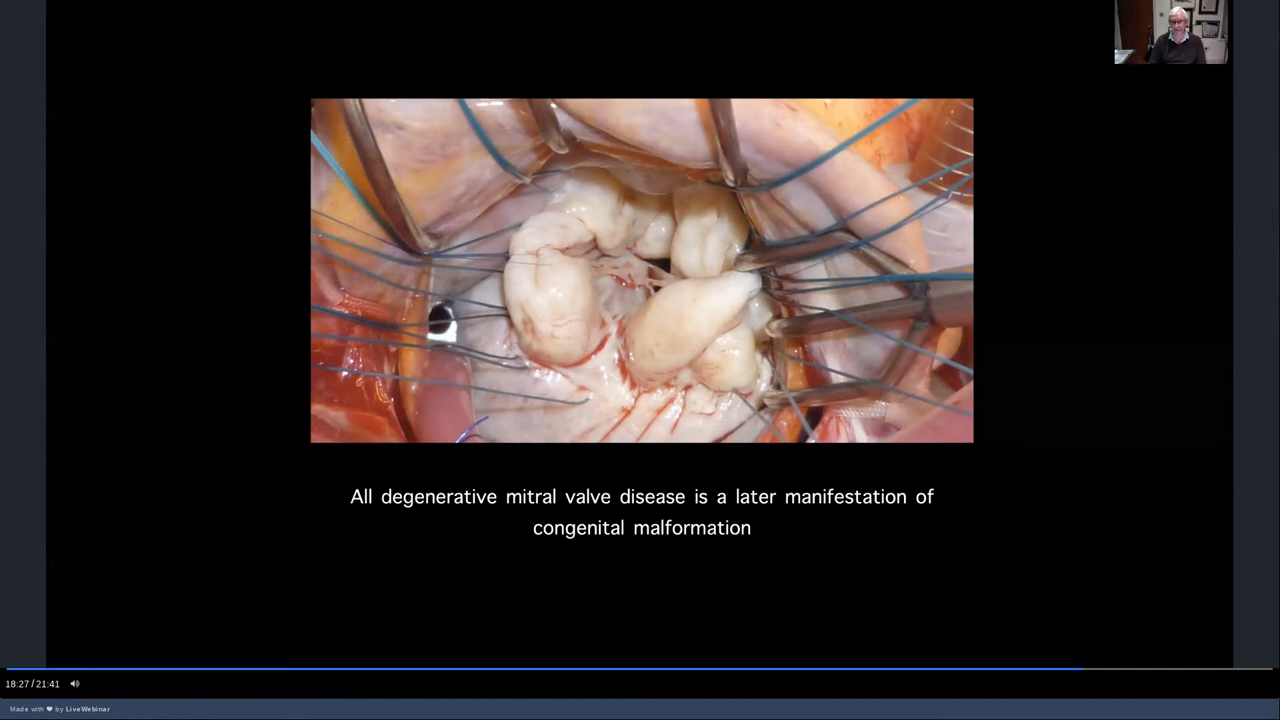 All degenerative mitral valve disease is a later manifestation of
congenital malformation
18:27 / 21:41
Made with ❤ by LiveWebinar